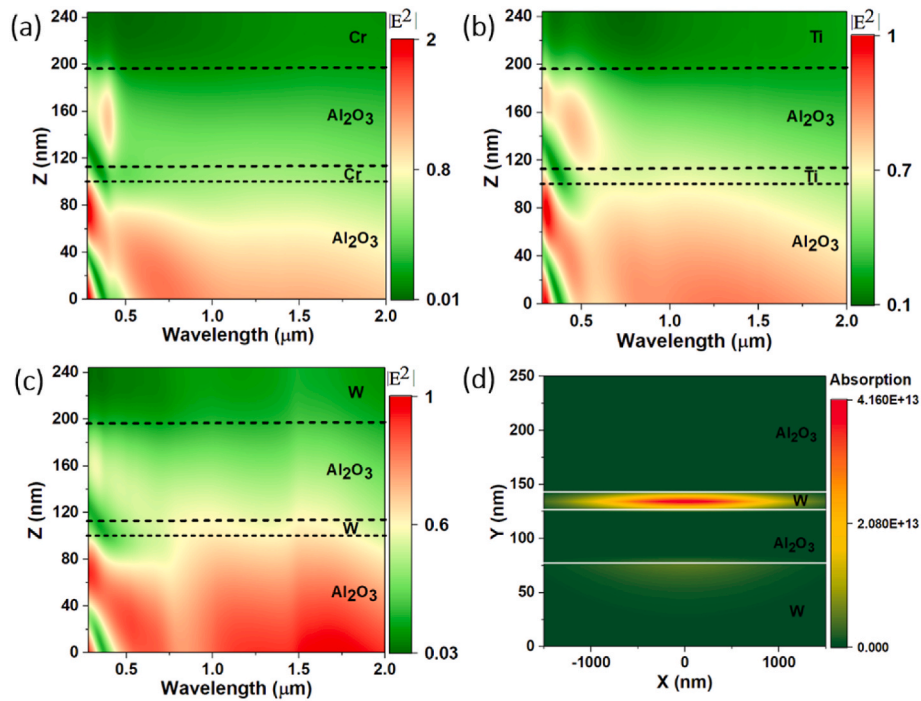 (a)
|E²|
240
200
160
120
80
40
0
Z (nm)
Cr
Al₂O₃
Cr
Al₂O₃
0.5
1.0
1.5
2.0
Wavelength (μm)
2
0.8
0.01
(b)
|E²|
240
200
160
120
80
40
0
Z (nm)
Ti
Al₂O₃
Ti
Al₂O₃
0.5
1.0
1.5
2.0
Wavelength (μm)
1
0.7
0.1
(c)
|E²|
240
200
160
120
80
40
0
Z (nm)
W
Al₂O₃
W
Al₂O₃
0.5
1.0
1.5
2.0
Wavelength (μm)
1
0.6
0.03
(d)
Absorption
250
200
150
100
50
0
Y (nm)
Al₂O₃
W
Al₂O₃
W
-1000
0
1000
X (nm)
4.160E+13
2.080E+13
0.000